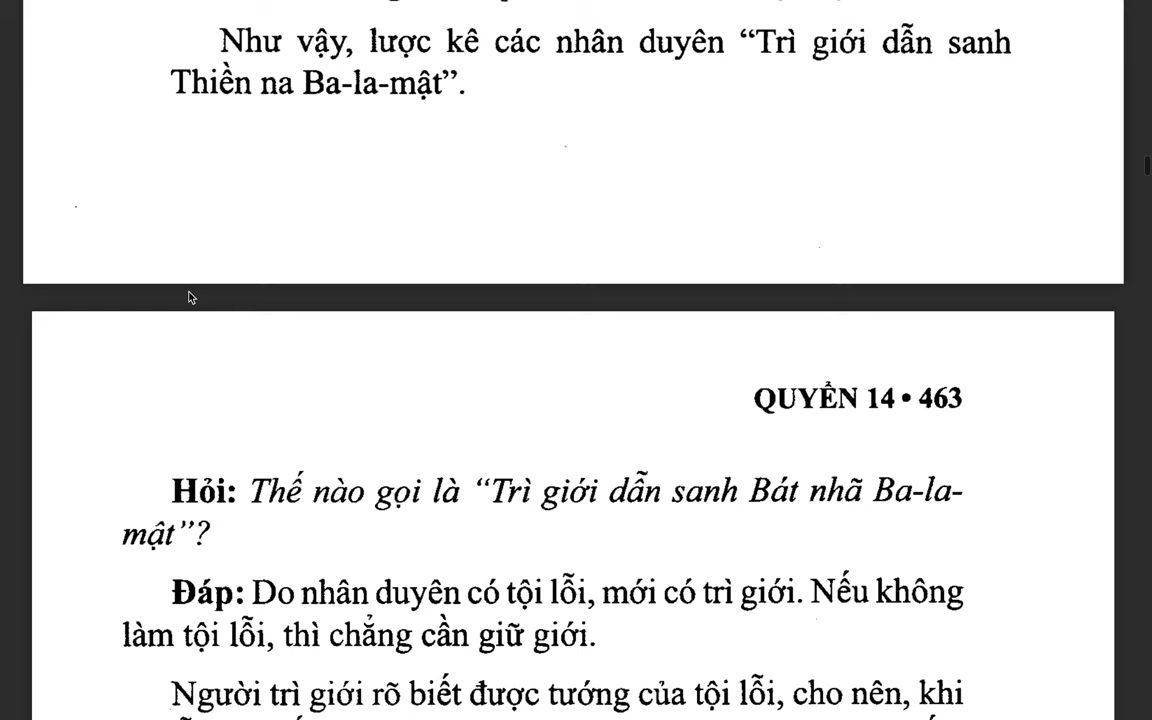 Như vậy, lược kê các nhân duyên “Trì giới dẫn sanh
Thiền na Ba-la-mật”.
QUYỂN 14 • 463
Hỏi: Thế nào gọi là “Trì giới dẫn sanh Bát nhã Ba-la-
mật”?
Đáp: Do nhân duyên có tội lỗi, mới có trì giới. Nếu không
làm tội lỗi, thì chẳng cần giữ giới.
Người trì giới rõ biết được tướng của tội lỗi, cho nên, khi